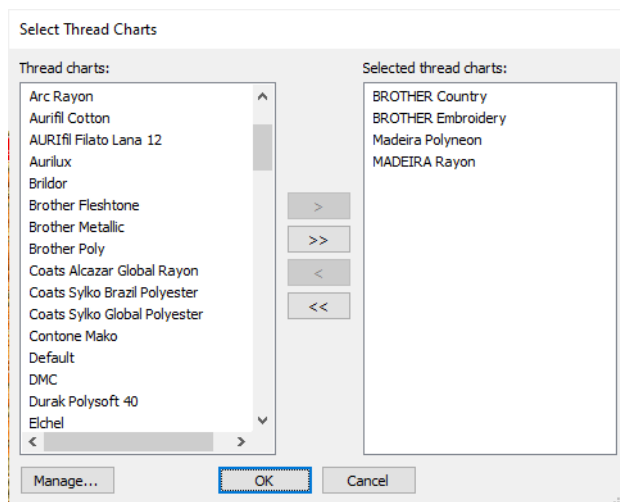 Select Thread Charts
Thread charts:
Arc Rayon
Aurifil Cotton
AURIfil Filato Lana 12
Aurilux
Brildor
Brother Fleshtone
Brother Metallic
Brother Poly
Coats Alcazar Global Rayon
Coats Sylko Brazil Polyester
Coats Sylko Global Polyester
Contone Mako
Default
DMC
Durak Polysoft 40
Elchel
>
>>
<
<<
Selected thread charts:
BROTHER Country
BROTHER Embroidery
Madeira Polyneon
MADEIRA Rayon
Manage...
OK
Cancel